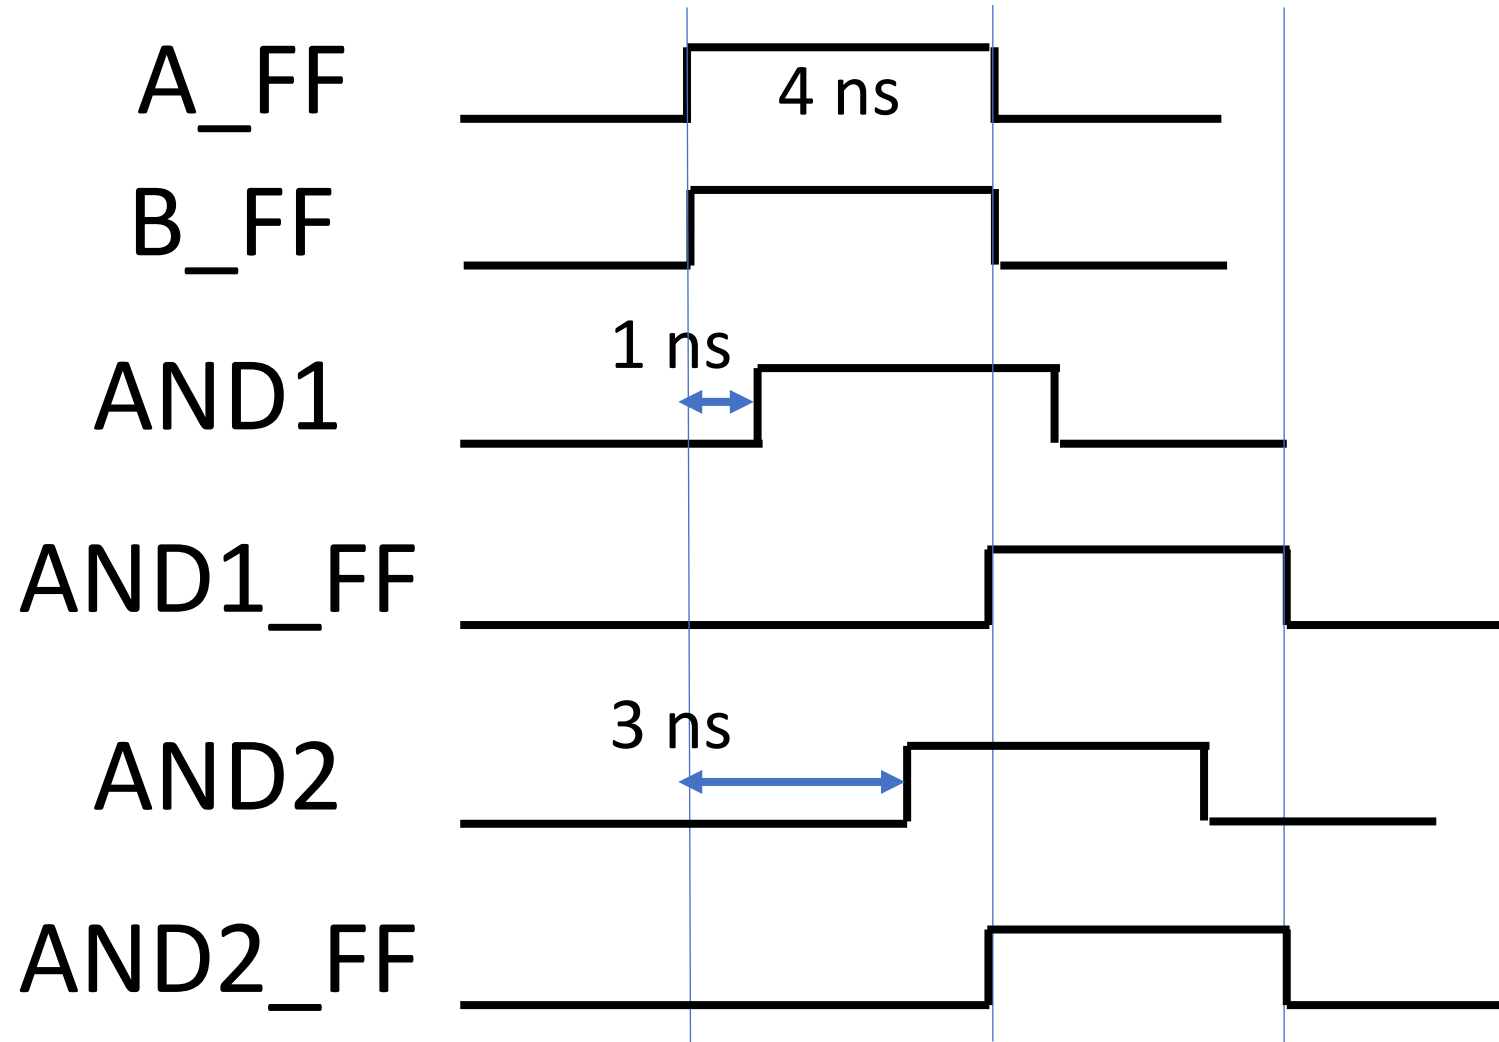 A_FF
4 ns
B_FF
1 ns
AND1
AND1_FF
3 ns
AND2
AND2_FF